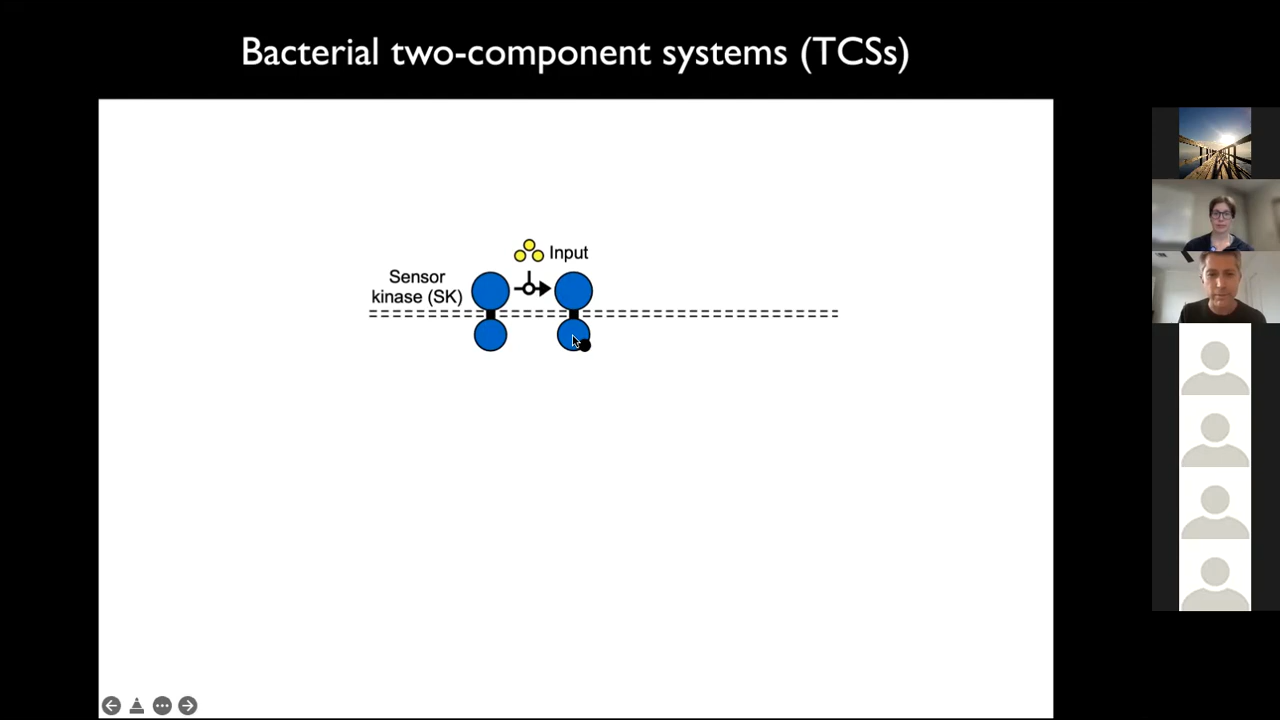 Bacterial two-component systems (TCSs)
Input
Sensor
kinase (SK)